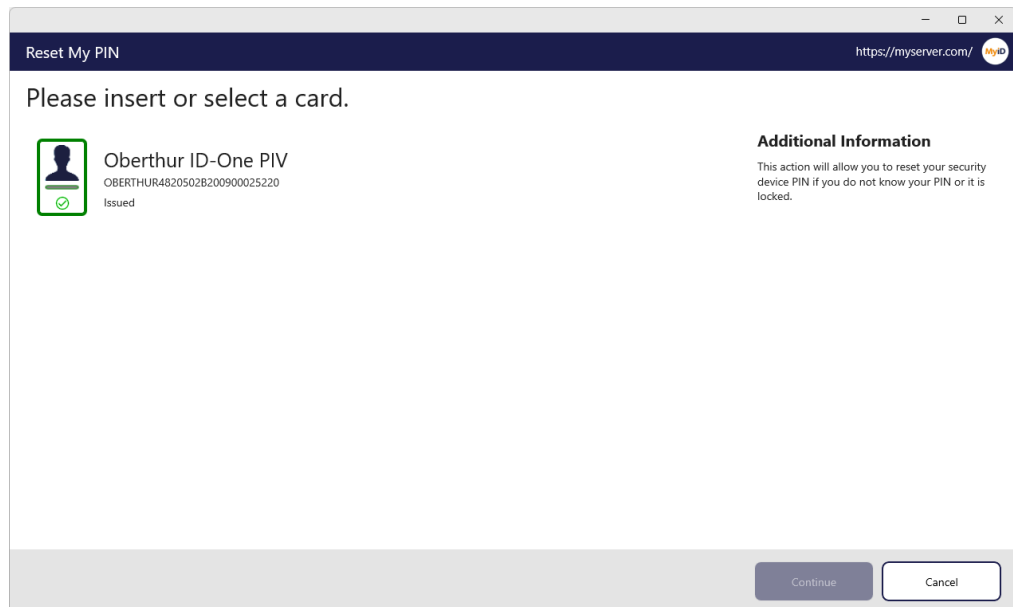 Reset My PIN
https://myserver.com/
MyID
Please insert or select a card.
Oberthur ID-One PIV
OBERTHUR4820502B200900025220
Issued
Additional Information
This action will allow you to reset your security
device PIN if you do not know your PIN or it is
locked.
Continue
Cancel